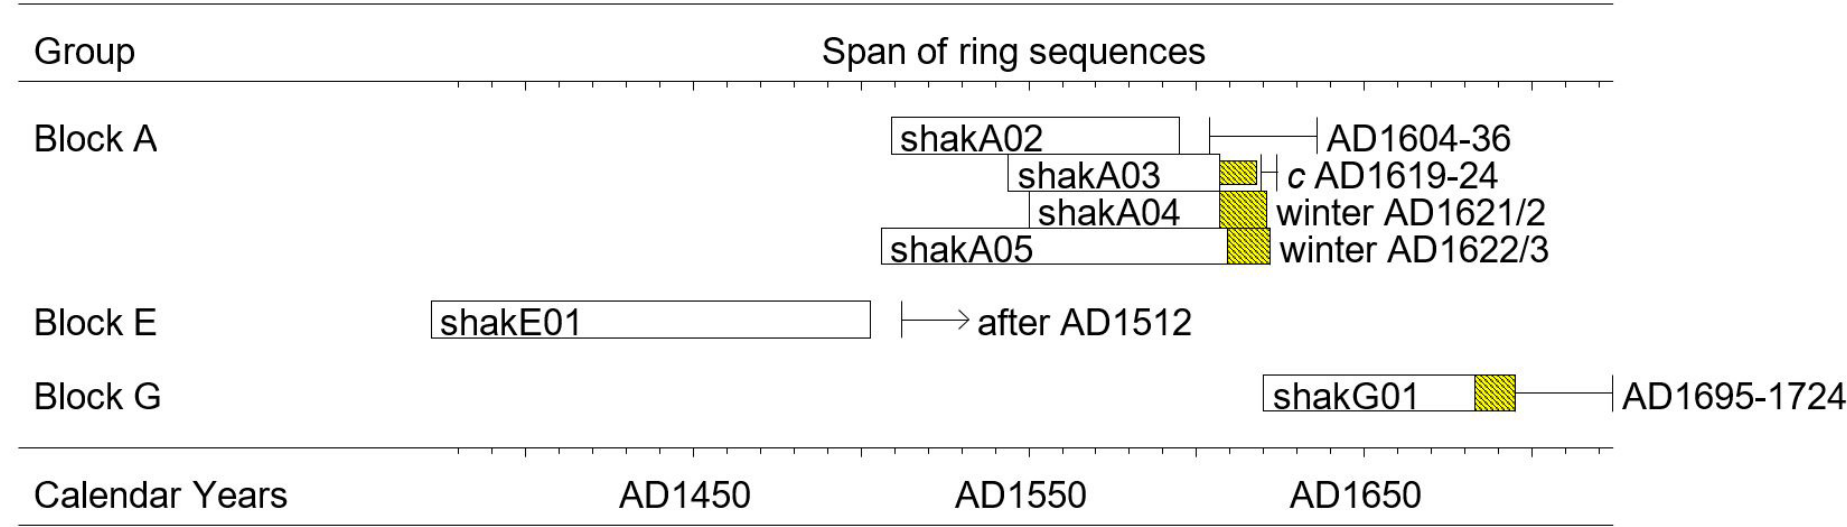 Group Span of ring sequences
Block A shakA02 AD1604-36
shakA03 c AD1619-24
shakA04 winter AD1621/2
shakA05 winter AD1622/3
Block E shakE01 after AD1512
Block G shakG01 AD1695-1724
Calendar Years AD1450 AD1550 AD1650